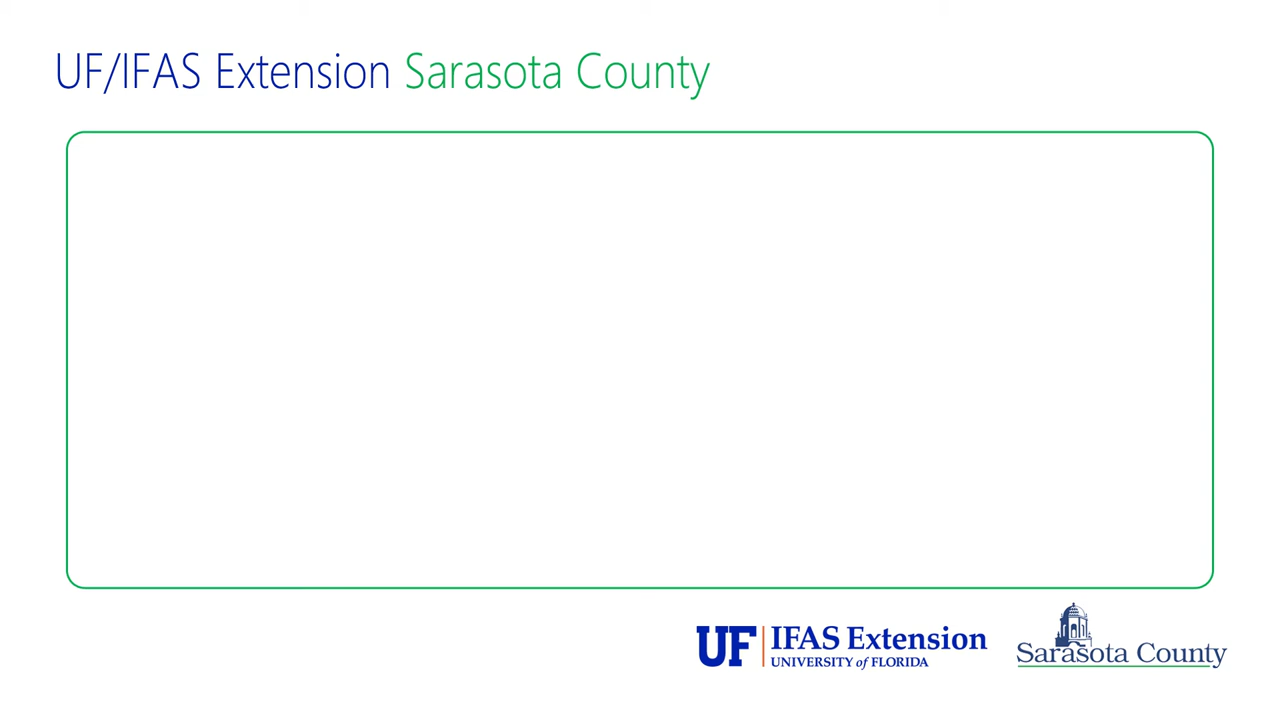 UF/IFAS Extension Sarasota County
UF | IFAS Extension
UNIVERSITY of FLORIDA
Sarasota County